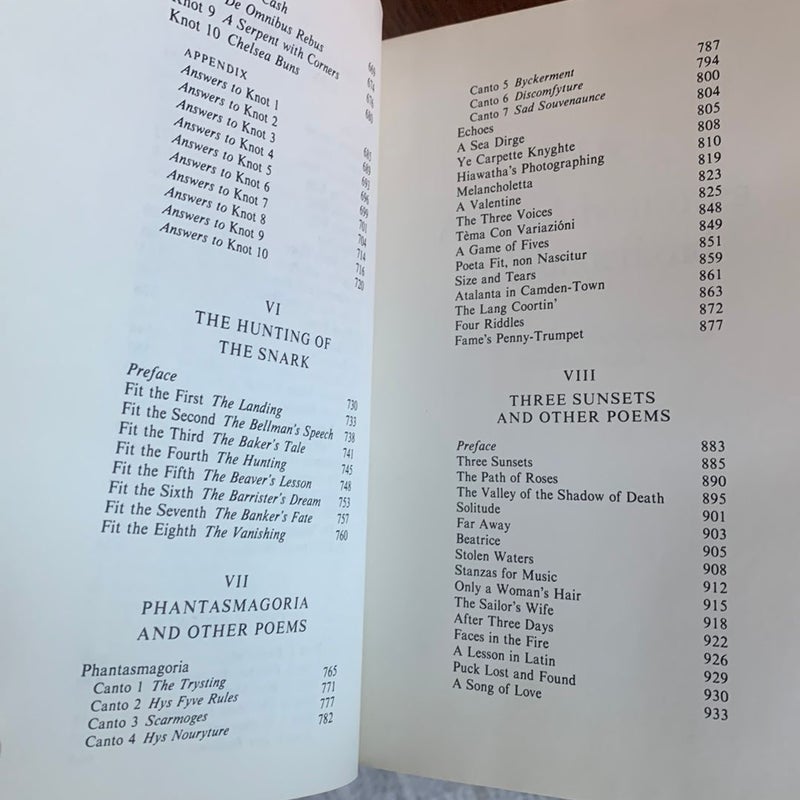 Cash 669
De Omnibus Rebus 674
Knot 9 A Serpent with Corners 676
Knot 10 Chelsea Buns 680
APPENDIX
Answers to Knot 1 685
Answers to Knot 2 689
Answers to Knot 3 693
Answers to Knot 4 696
Answers to Knot 5 699
Answers to Knot 6 701
Answers to Knot 7 704
Answers to Knot 8 714
Answers to Knot 9 716
Answers to Knot 10 720
VI
THE HUNTING OF
THE SNARK
Preface 730
Fit the First The Landing 733
Fit the Second The Bellman's Speech 738
Fit the Third The Baker's Tale 741
Fit the Fourth The Hunting 745
Fit the Fifth The Beaver's Lesson 748
Fit the Sixth The Barrister's Dream 753
Fit the Seventh The Banker's Fate 757
Fit the Eighth The Vanishing 760
VII
PHANTASMAGORIA
AND OTHER POEMS
Phantasmagoria 765
Canto 1 The Trysting 771
Canto 2 Hys Fyve Rules 777
Canto 3 Scarmoges 782
Canto 4 Hys Nouryture
Canto 5 Byckerment 787
Canto 6 Discomfyture 794
Canto 7 Sad Souvenaunce 800
Echoes 804
A Sea Dirge 805
Ye Carpette Knyghte 808
Hiawatha's Photographing 810
Melancholetta 819
A Valentine 823
The Three Voices 825
Tèma Con Variazióni 848
A Game of Fives 849
Poeta Fit, non Nascitur 851
Size and Tears 859
Atalanta in Camden-Town 861
The Lang Coortin' 863
Four Riddles 872
Fame's Penny-Trumpet 877
VIII
THREE SUNSETS
AND OTHER POEMS
Preface 883
Three Sunsets 885
The Path of Roses 890
The Valley of the Shadow of Death 895
Solitude 901
Far Away 903
Beatrice 905
Stolen Waters 908
Stanzas for Music 912
Only a Woman's Hair 915
The Sailor's Wife 918
After Three Days 922
Faces in the Fire 926
A Lesson in Latin 929
Puck Lost and Found 930
A Song of Love 933